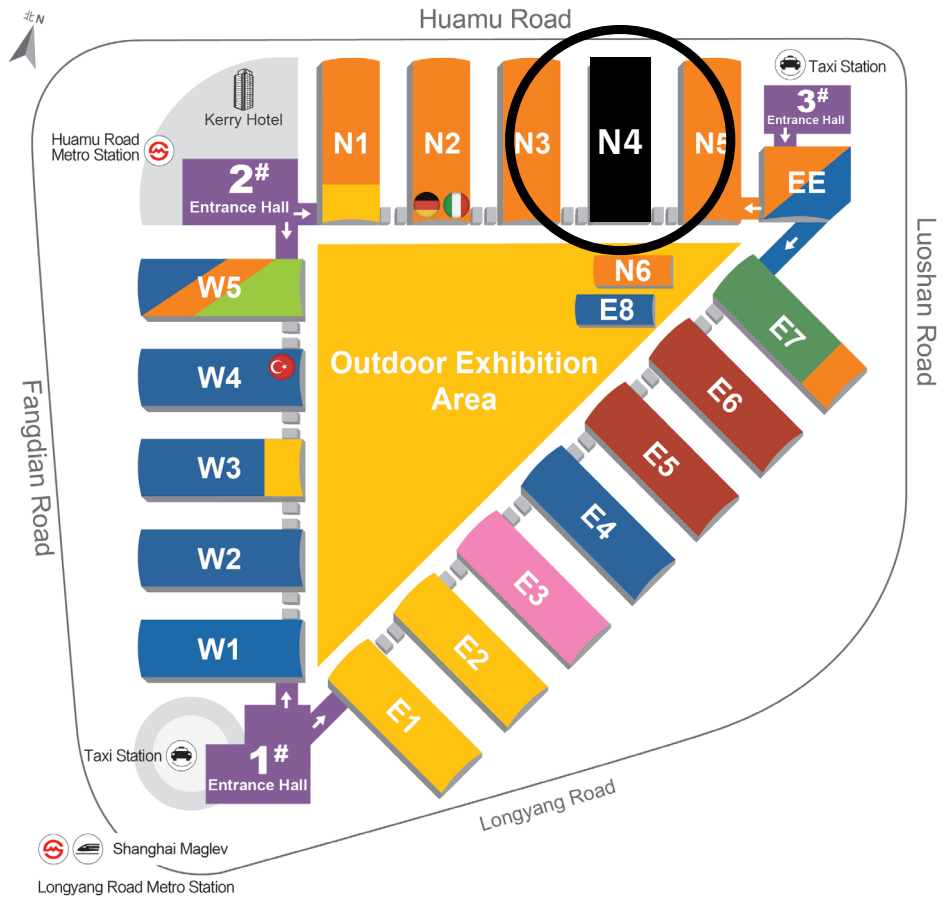 北 N
Huamu Road
Taxi Station
Kerry Hotel
Huamu Road
Metro Station
2#
Entrance Hall
N1
N2
N3
N4
N5
3#
Entrance Hall
EE
W5
W4
W3
W2
W1
N6
E8
Outdoor Exhibition
Area
E7
E6
E5
E4
E3
E2
E1
Fangdian Road
Luoshan Road
Taxi Station
1#
Entrance Hall
Longyang Road
Shanghai Maglev
Longyang Road Metro Station